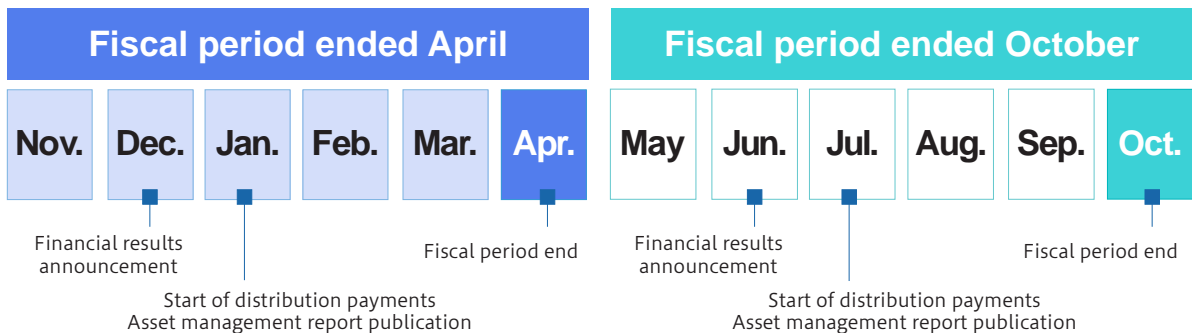 Fiscal period ended April
Nov. Dec. Jan. Feb. Mar. Apr.
Financial results
announcement
Fiscal period end
Start of distribution payments
Asset management report publication
Fiscal period ended October
May Jun. Jul. Aug. Sep. Oct.
Financial results
announcement
Fiscal period end
Start of distribution payments
Asset management report publication